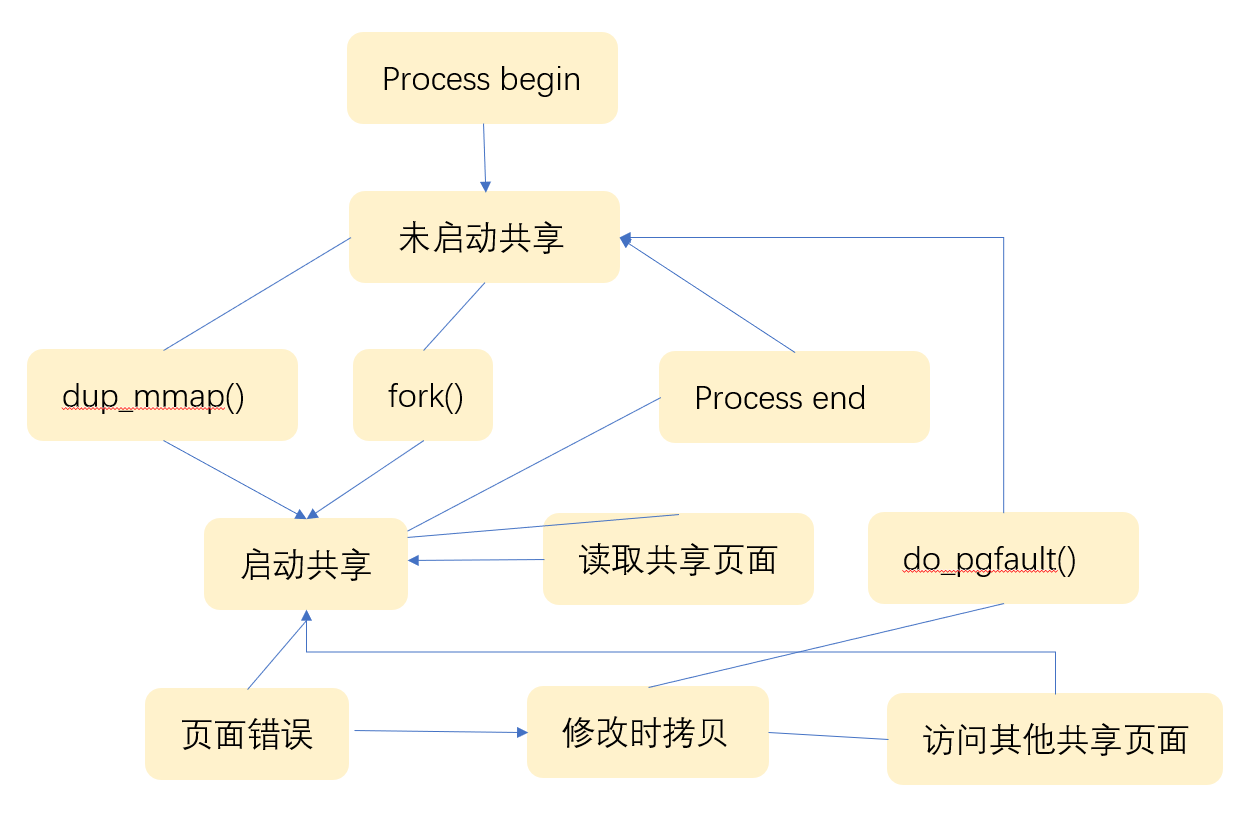 Process begin
未启动共享
dup_mmap()
fork()
Process end
启动共享
读取共享页面
do_pgfault()
页面错误
修改时拷贝
访问其他共享页面